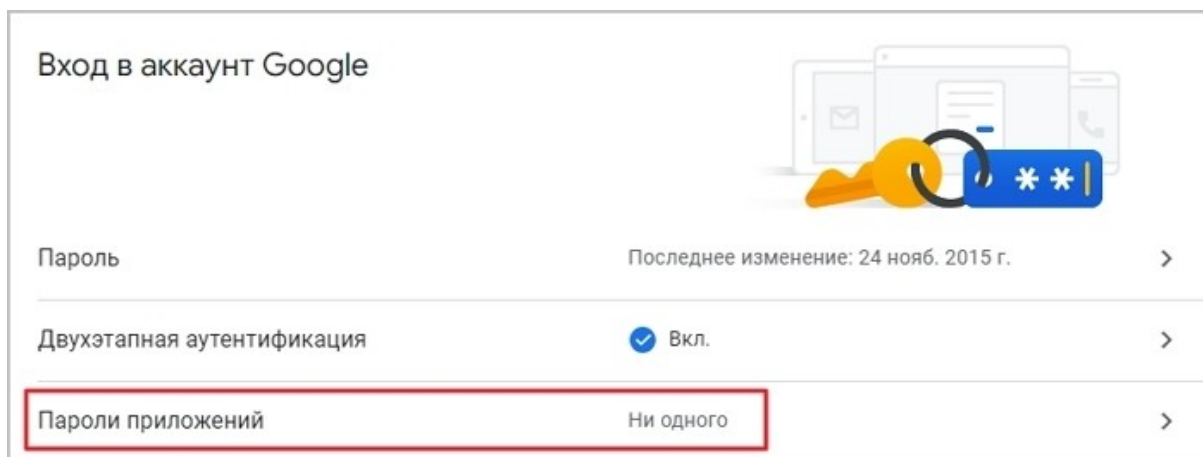 Вход в аккаунт Google
Пароль Последнее изменение: 24 нояб. 2015 г.
Двухэтапная аутентификация Вкл.
Пароли приложений Ни одного